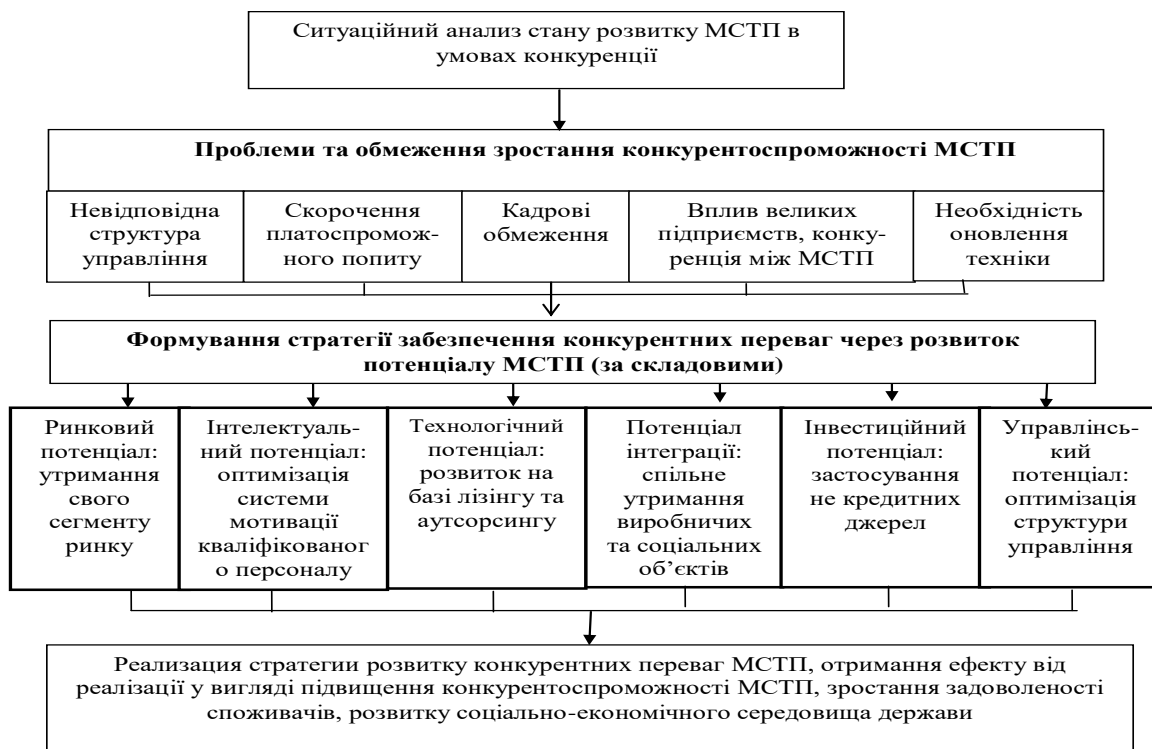 Ситуаційний анализ стану розвитку МСТП в
умовах конкуренції
Проблеми та обмеження зростання конкурентоспроможності МСТП
Невідповідна
структура
управління
Скорочення
платоспромож-
ного попиту
Кадрові
обмеження
Вплив великих
підприємств, конку-
ренція між МСТП
Необхідність
оновлення
техніки
Формування стратегії забезпечення конкурентних переваг через розвиток
потенціалу МСТП (за складовими)
Ринковий
потенціал:
утримання
свого
сегменту
ринку
Інтелектуаль-
ний потенціал:
оптимізація
системи
мотивації
кваліфікованог
о персоналу
Технологічний
потенціал:
розвиток на
базі лізінгу та
аутсорсингу
Потенціал
інтеграції:
спільне
утримання
виробничих
та соціальних
об’єктів
Інвестиційний
потенціал:
застосування
не кредитних
джерел
Управлінсь-
кий
потенціал:
оптимізація
структури
управління
Реализация стратегии розвитку конкурентних переваг МСТП, отримання ефекту від
реалізації у вигляді підвищення конкурентоспроможності МСТП, зростання задоволеності
споживачів, розвитку соціально-економічного середовища держави